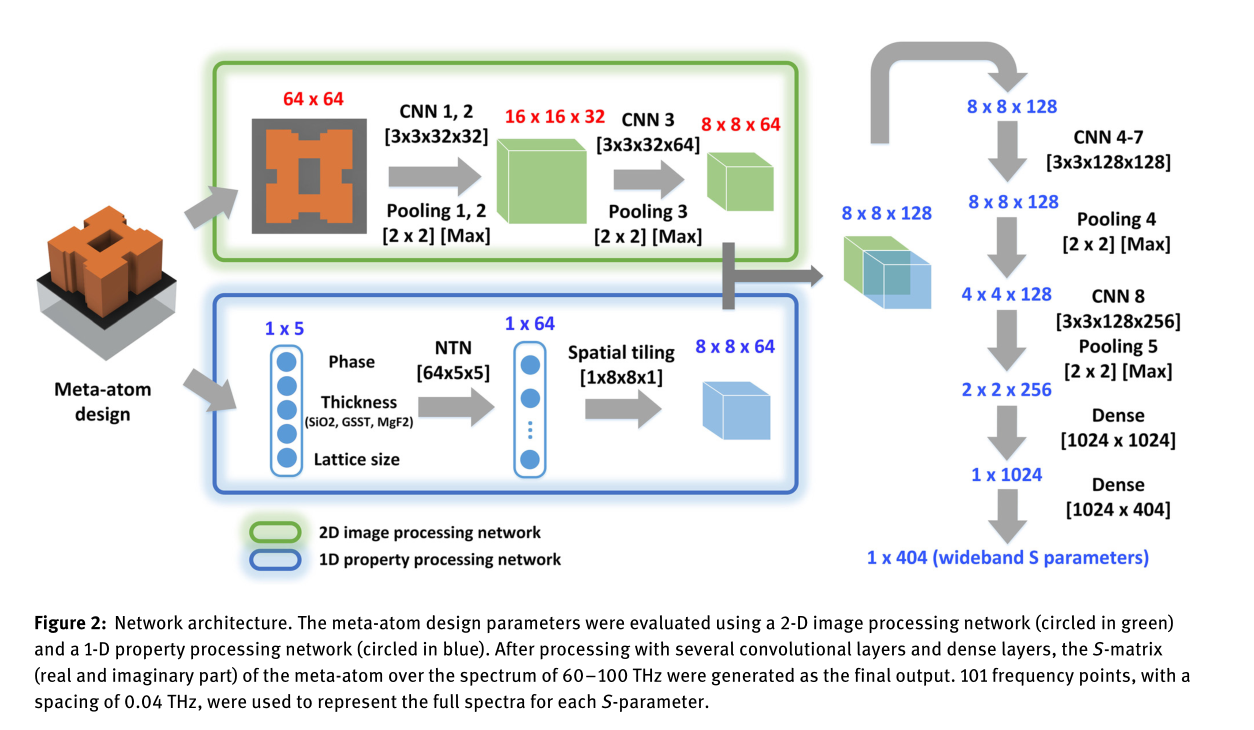 64 x 64
CNN 1, 2
[3x3x32x32]
Pooling 1, 2
[2 x 2] [Max]
16 x 16 x 32
CNN 3
[3x3x32x64]
Pooling 3
[2 x 2] [Max]
8 x 8 x 64
Meta-atom
design
1 x 5
Phase
Thickness
(SiO2, GSST, MgF2)
Lattice size
NTN
[64x5x5]
1 x 64
Spatial tiling
[1x8x8x1]
8 x 8 x 64
2D image processing network
1D property processing network
8 x 8 x 128
8 x 8 x 128
CNN 4-7
[3x3x128x128]
8 x 8 x 128
Pooling 4
[2 x 2] [Max]
4 x 4 x 128
CNN 8
[3x3x128x256]
Pooling 5
[2 x 2] [Max]
2 x 2 x 256
Dense
[1024 x 1024]
1 x 1024
Dense
[1024 x 404]
1 x 404 (wideband S parameters)
Figure 2: Network architecture. The meta-atom design parameters were evaluated using a 2-D image processing network (circled in green)
and a 1-D property processing network (circled in blue). After processing with several convolutional layers and dense layers, the S-matrix
(real and imaginary part) of the meta-atom over the spectrum of 60–100 THz were generated as the final output. 101 frequency points, with a
spacing of 0.04 THz, were used to represent the full spectra for each S-parameter.